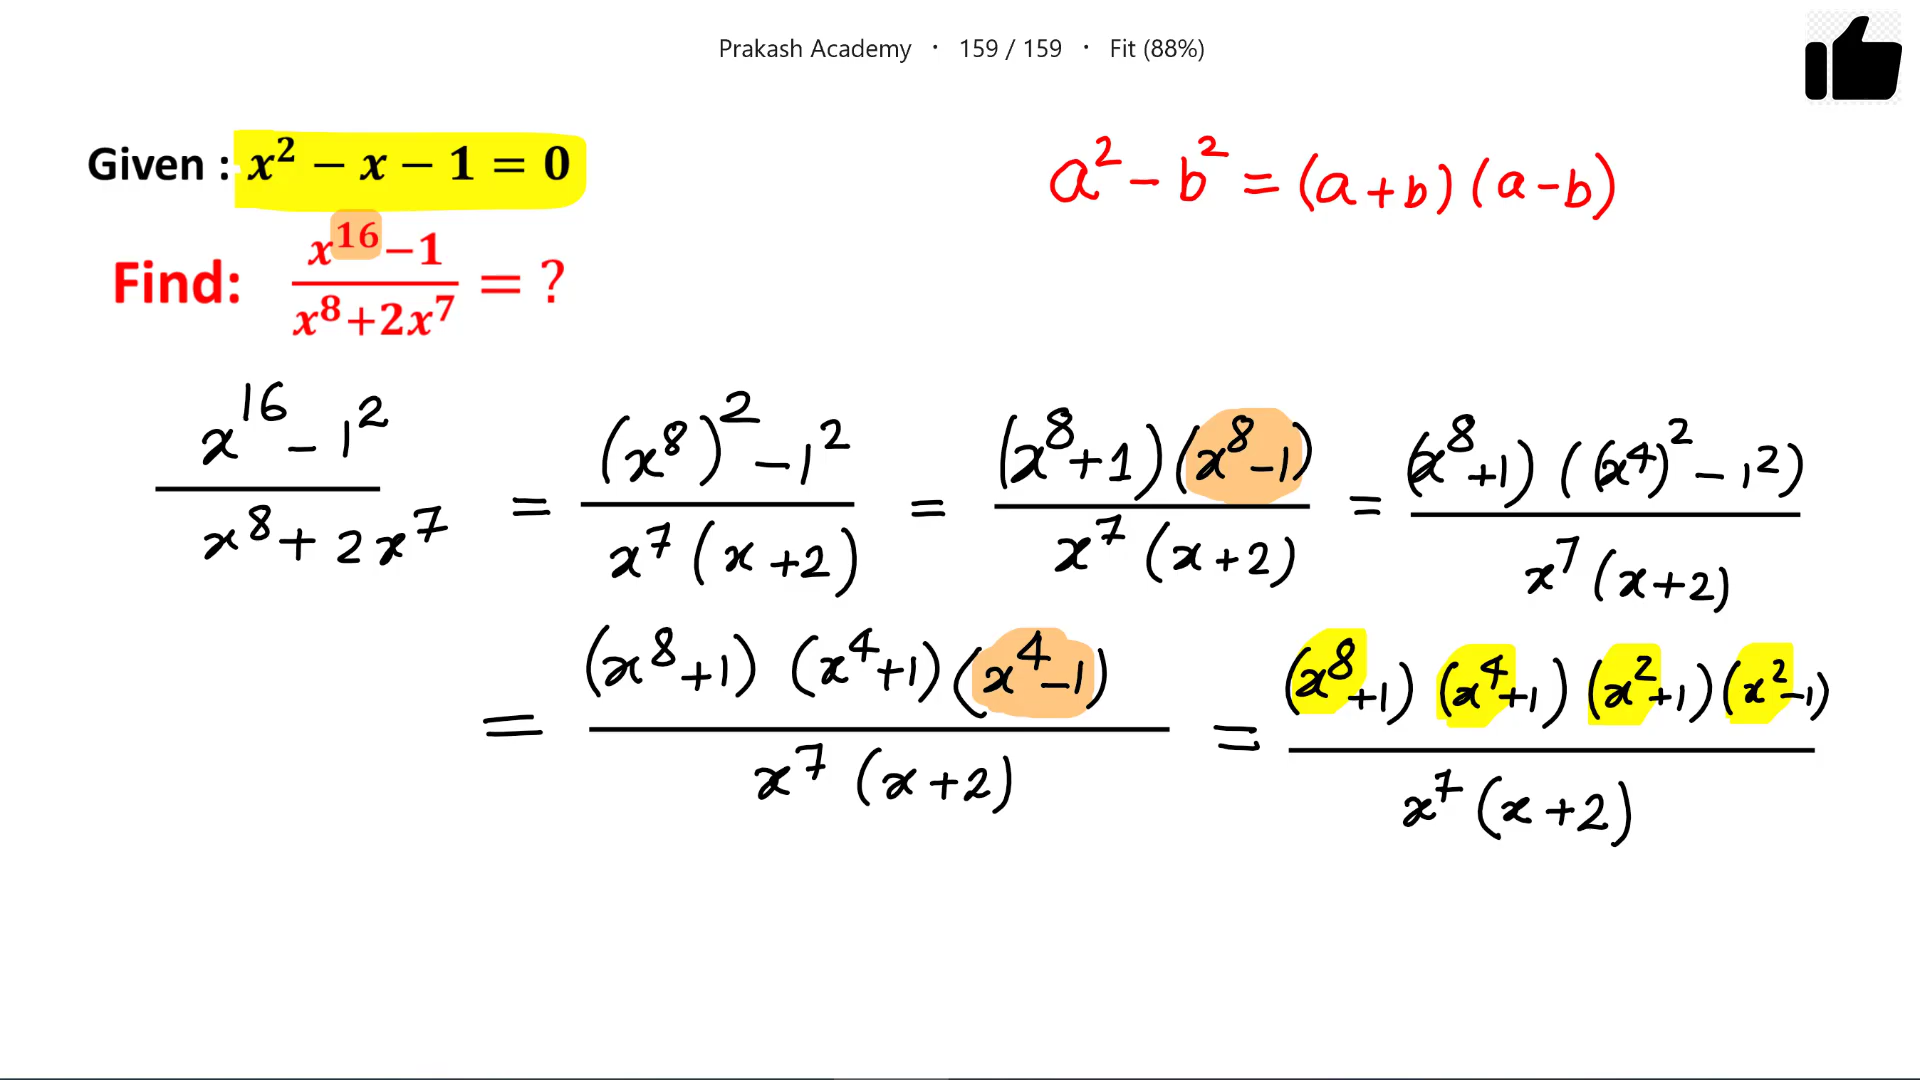 Prakash Academy · 159 / 159 · Fit (88%)
Given : x² − x − 1 = 0
a² − b² = (a+b) (a−b)
Find: (x¹⁶−1)/(x⁸+2x⁷) = ?
(x¹⁶ − 1²)/(x⁸ + 2x⁷) = ((x⁸)² − 1²)/(x⁷ (x+2)) = ((x⁸+1)(x⁸−1))/(x⁷ (x+2)) = ((x⁸+1) ((x⁴)² − 1²))/(x⁷ (x+2))
= ((x⁸+1) (x⁴+1)(x⁴−1))/(x⁷ (x+2)) = ((x⁸+1) (x⁴+1) (x²+1)(x²−1))/(x⁷ (x+2))